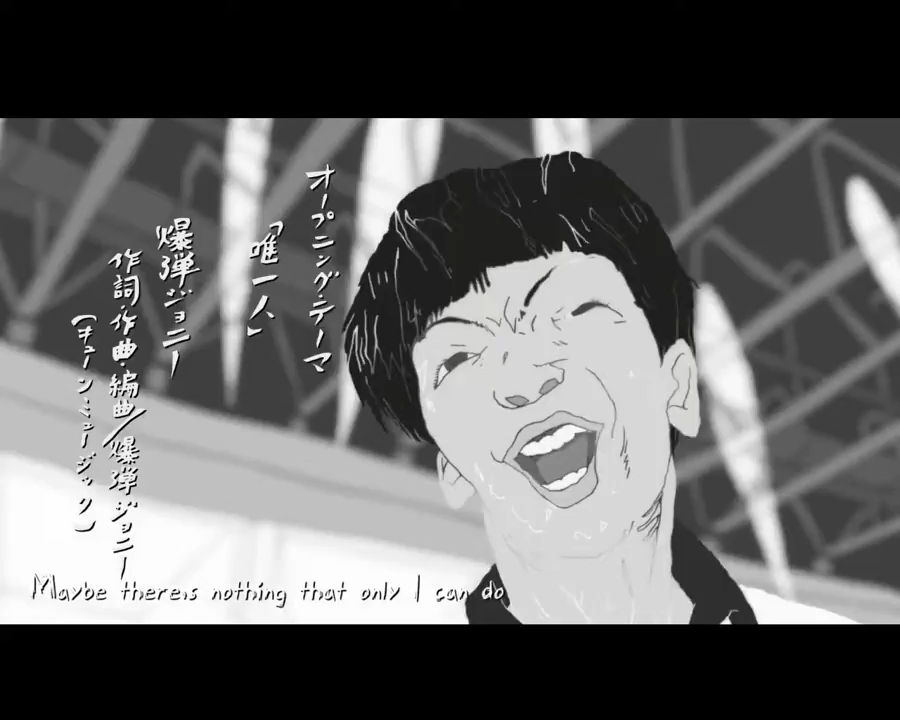 オープニング・テーマ
「唯一人」
爆弾ジョニー
作詞・作曲・編曲/爆弾ジョニー
(キューン・ミュージック)
Maybe there's nothing that only I can do